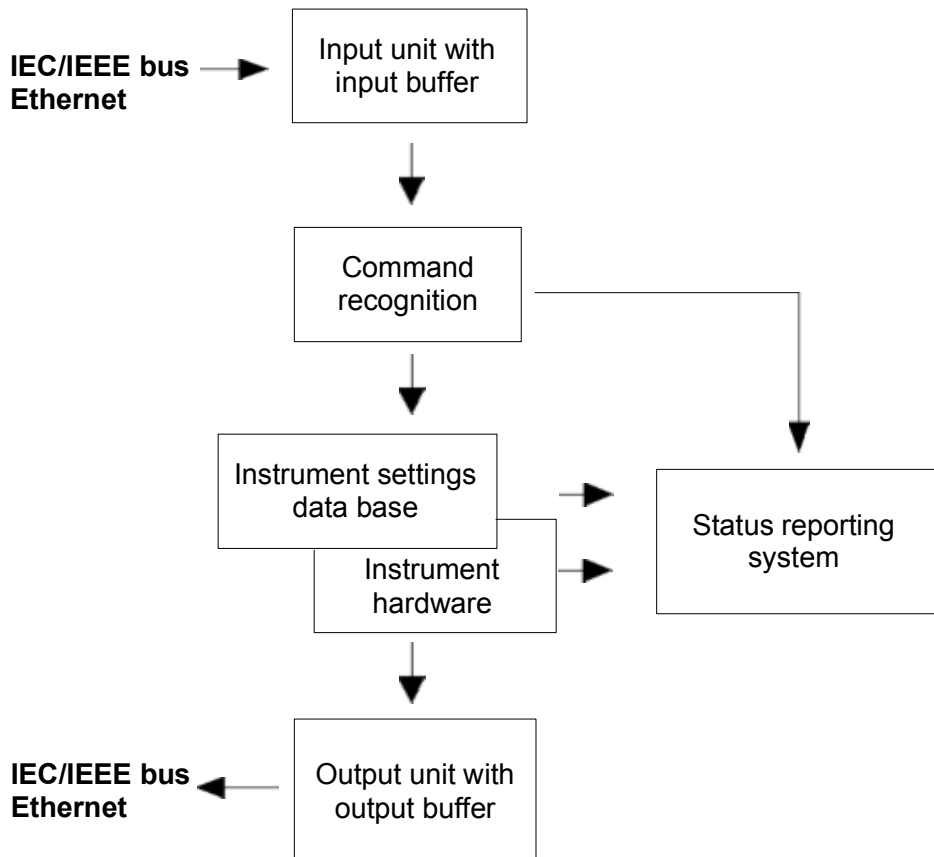 IEC/IEEE bus
Ethernet
Input unit with
input buffer
Command
recognition
Instrument settings
data base
Instrument
hardware
Status reporting
system
IEC/IEEE bus
Ethernet
Output unit with
output buffer